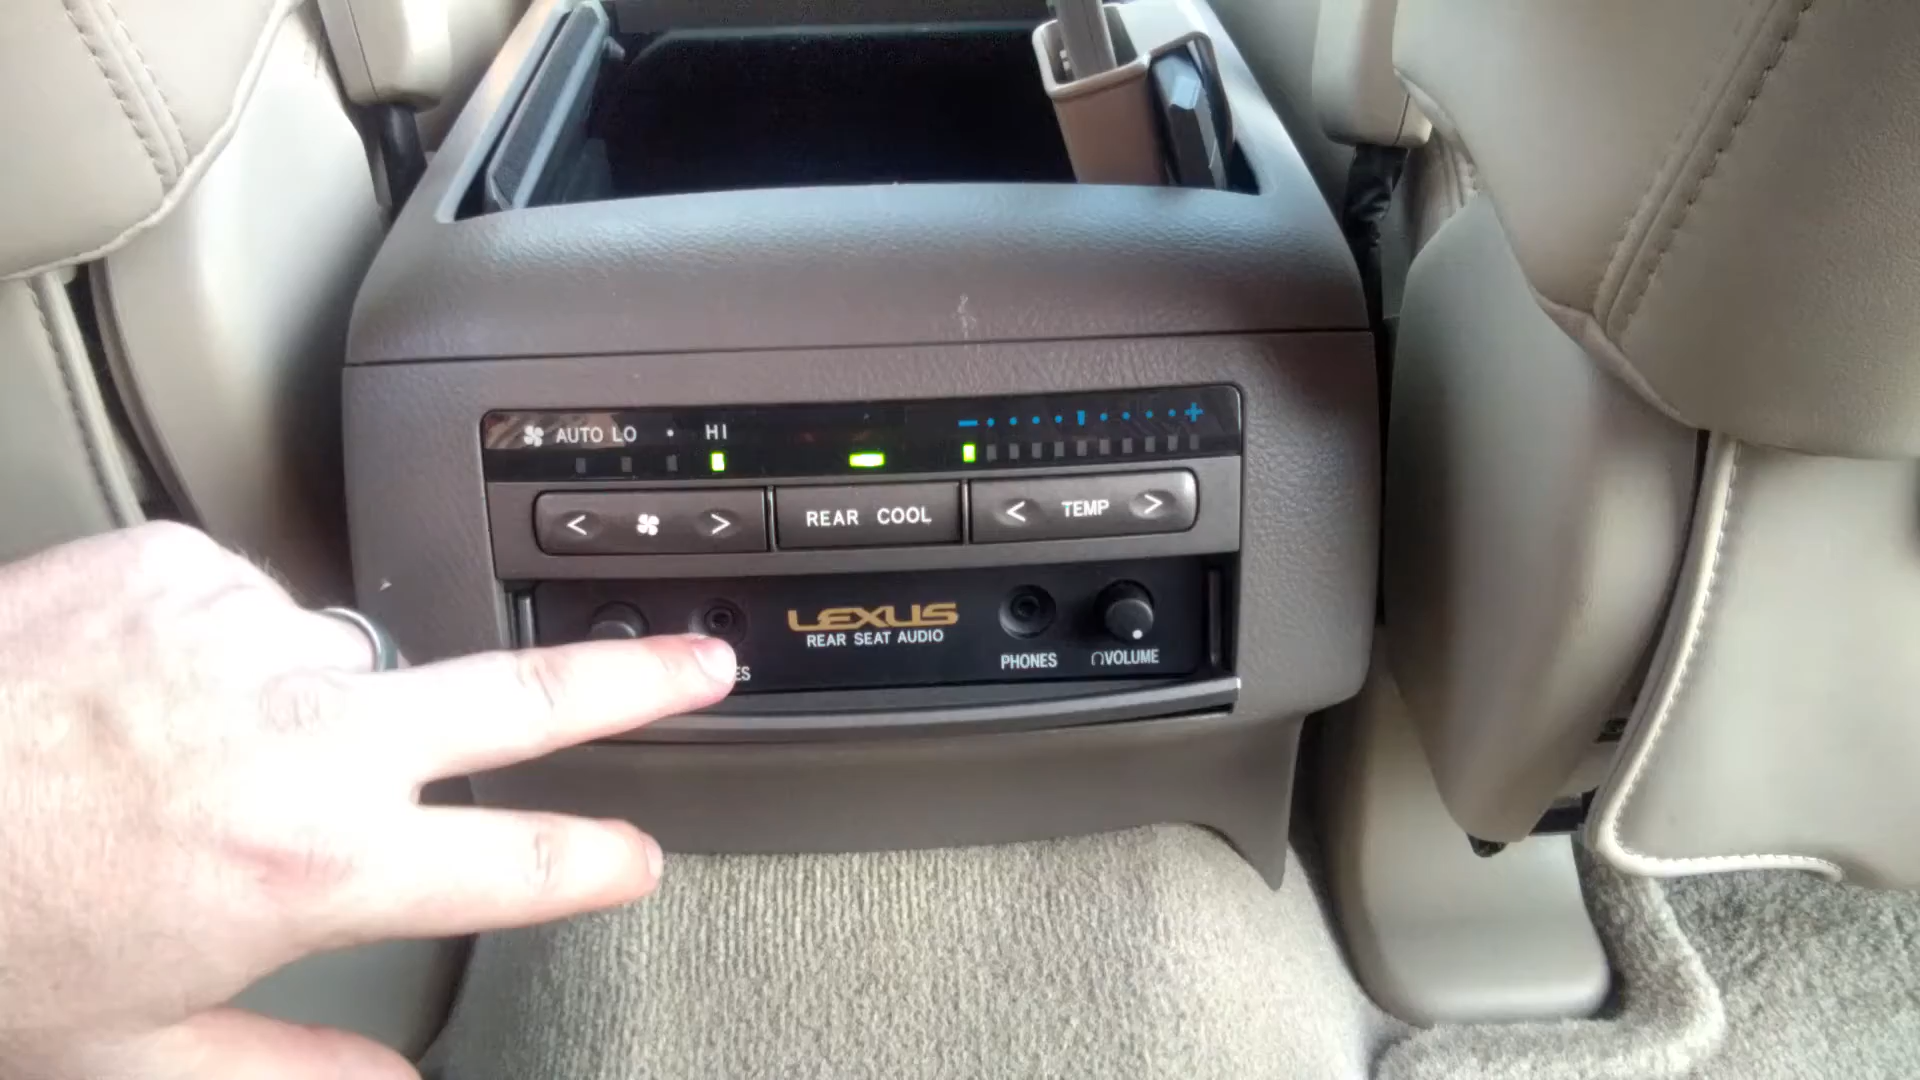 AUTO LO • HI
− +
< >
REAR COOL
< TEMP >
LEXUS
REAR SEAT AUDIO
PHONES
∩VOLUME